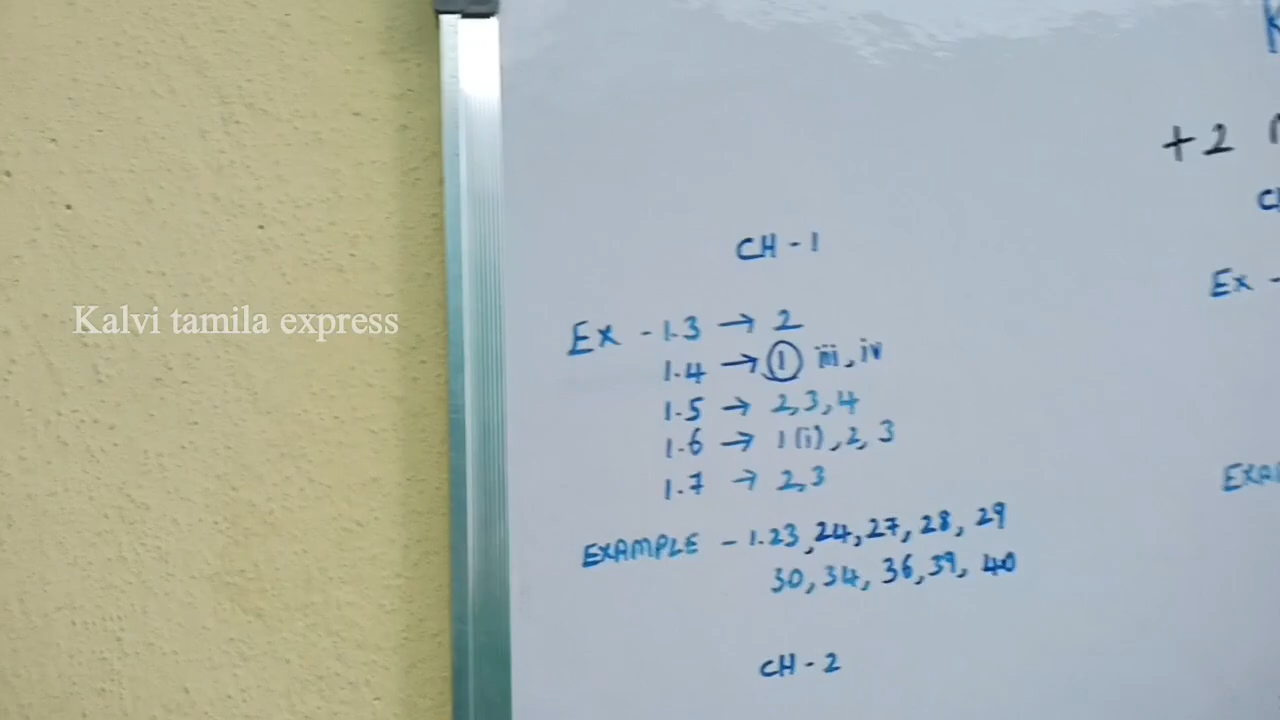 CH - 1
Ex - 1.3 → 2
1.4 → 1 iii, iv
1.5 → 2,3,4
1.6 → 1(i), 2, 3
1.7 → 2,3
EXAMPLE - 1.23, 24, 27, 28, 29
30, 34, 36, 39, 40
CH - 2
+2
Ex -
Kalvi tamila express